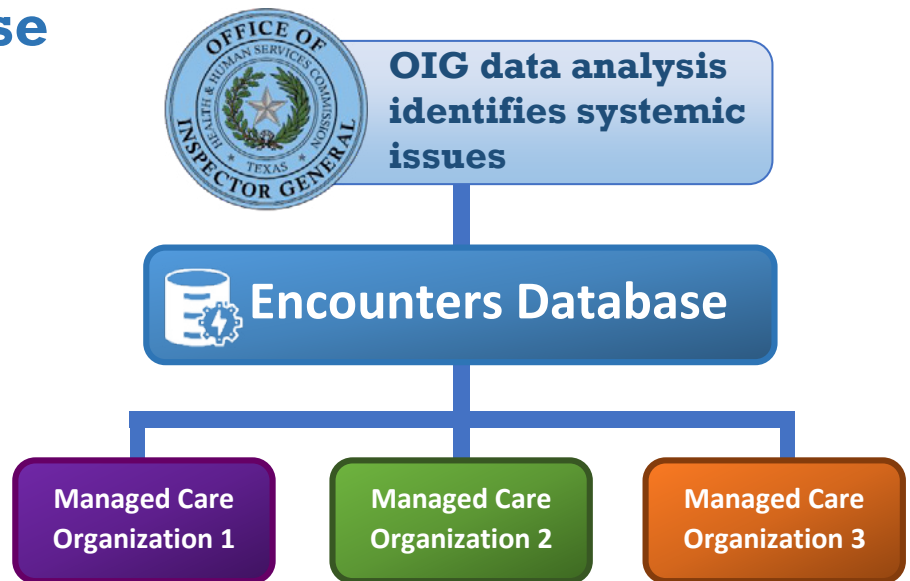 se
OFFICE OF
INSPECTOR GENERAL
HEALTH & HUMAN SERVICES COMMISSION
TEXAS
OIG data analysis
identifies systemic
issues
Encounters Database
Managed Care
Organization 1
Managed Care
Organization 2
Managed Care
Organization 3